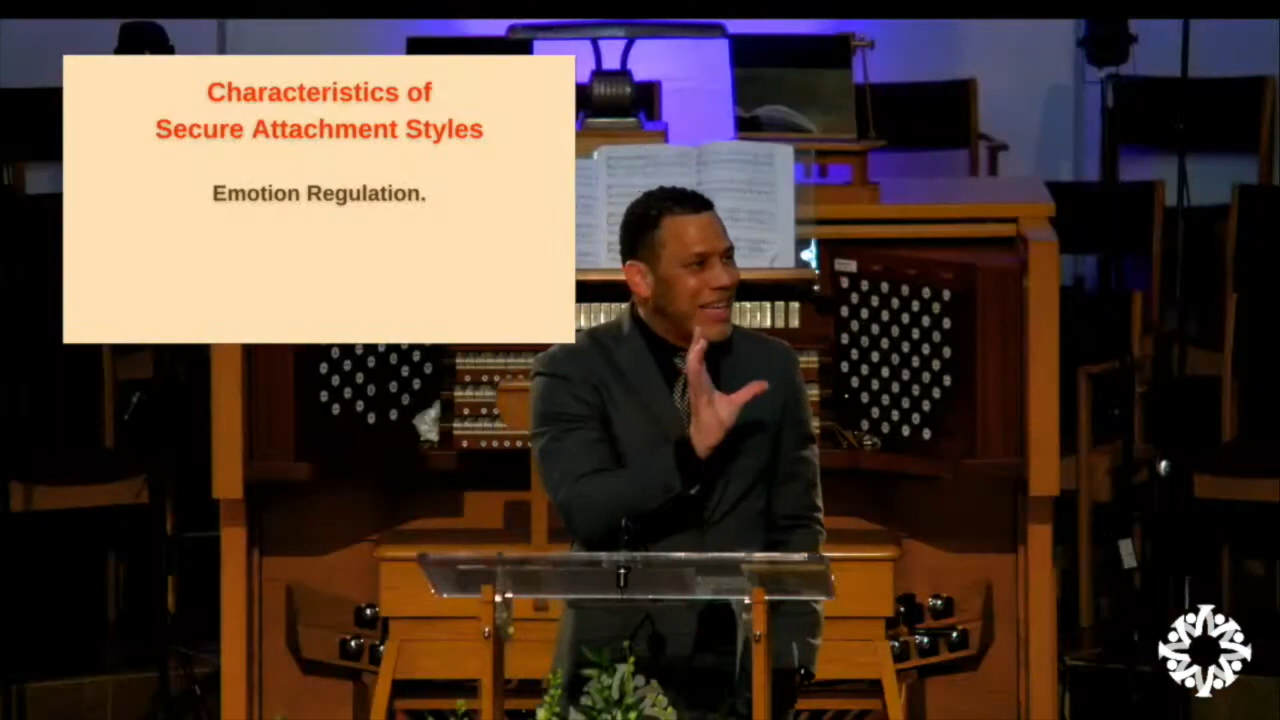 Characteristics of
Secure Attachment Styles
Emotion Regulation.